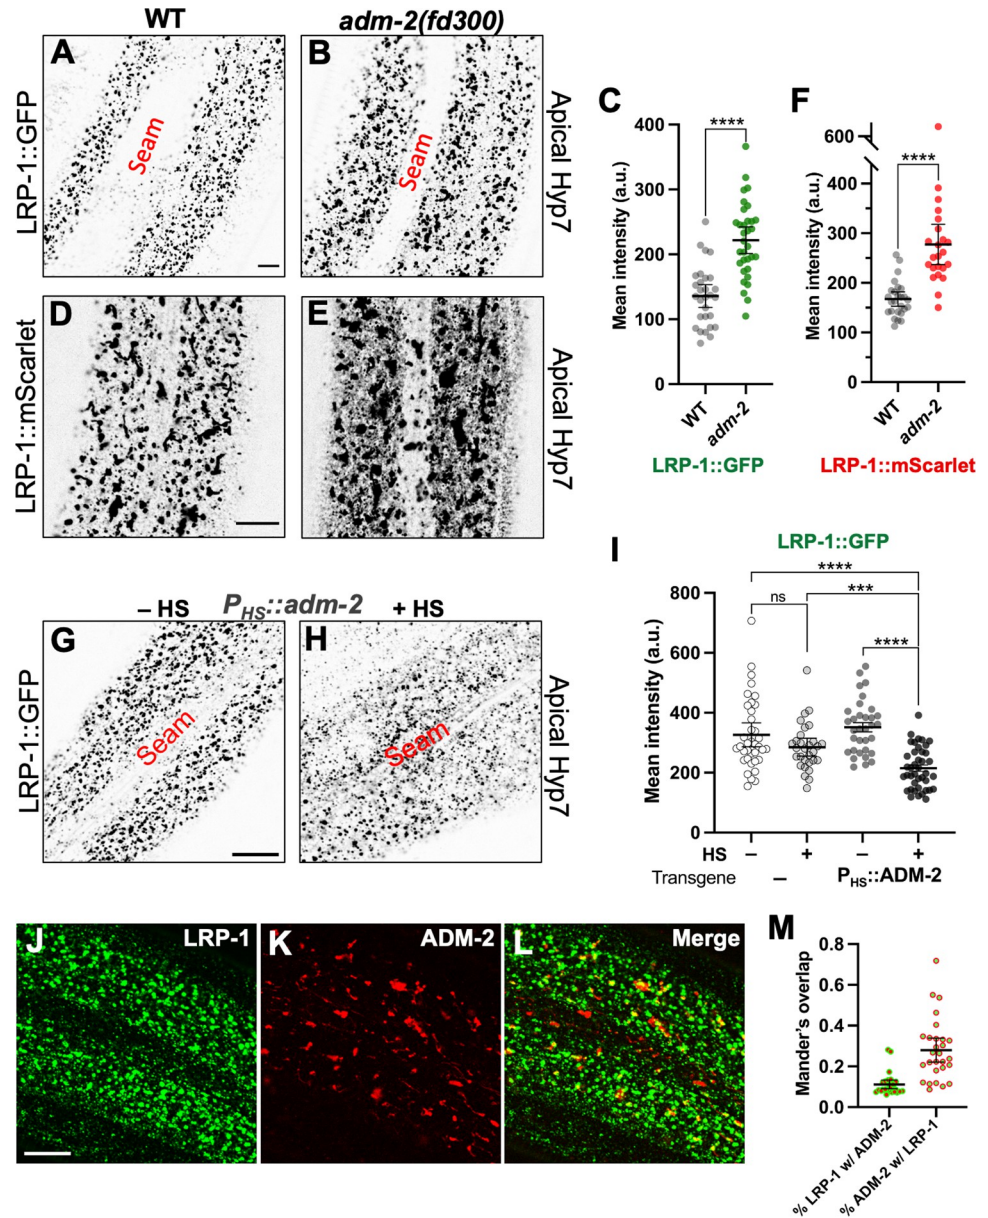 WT
adm-2(fd300)
A
B
LRP-1::GFP
Seam
Seam
Apical Hyp7
C
400
300
200
100
0
Mean intensity (a.u.)
****
WT
adm-2
LRP-1::GFP
F
600
400
300
200
100
0
Mean intensity (a.u.)
****
WT
adm-2
LRP-1::mScarlet
D
E
LRP-1::mScarlet
Apical Hyp7
– HS
PHS::adm-2
+ HS
G
H
LRP-1::GFP
Seam
Seam
Apical Hyp7
I
LRP-1::GFP
****
***
ns
****
800
600
400
200
0
Mean intensity (a.u.)
HS – + – +
Transgene – PHS::ADM-2
J
LRP-1
K
ADM-2
L
Merge
M
0.8
0.6
0.4
0.2
0.0
Mander's overlap
% LRP-1 w/ ADM-2
% ADM-2 w/ LRP-1